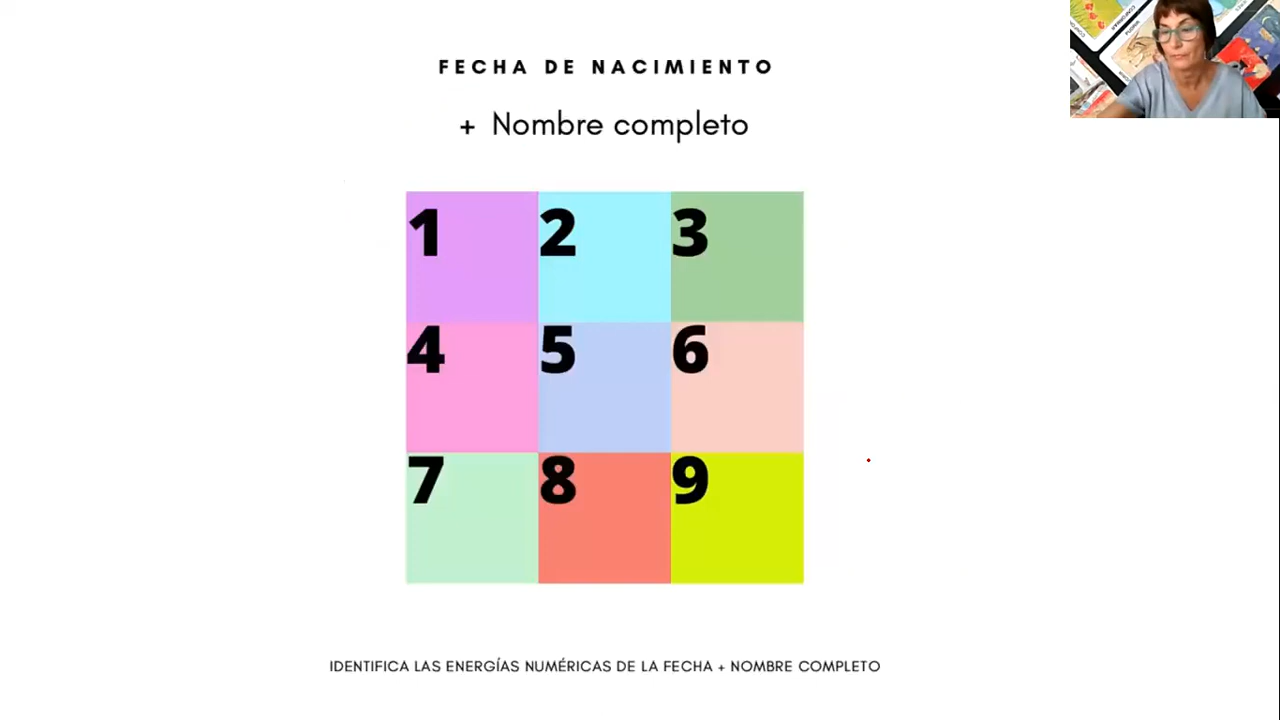 FECHA DE NACIMIENTO
+ Nombre completo
1 2 3
4 5 6
7 8 9
IDENTIFICA LAS ENERGÍAS NUMÉRICAS DE LA FECHA + NOMBRE COMPLETO